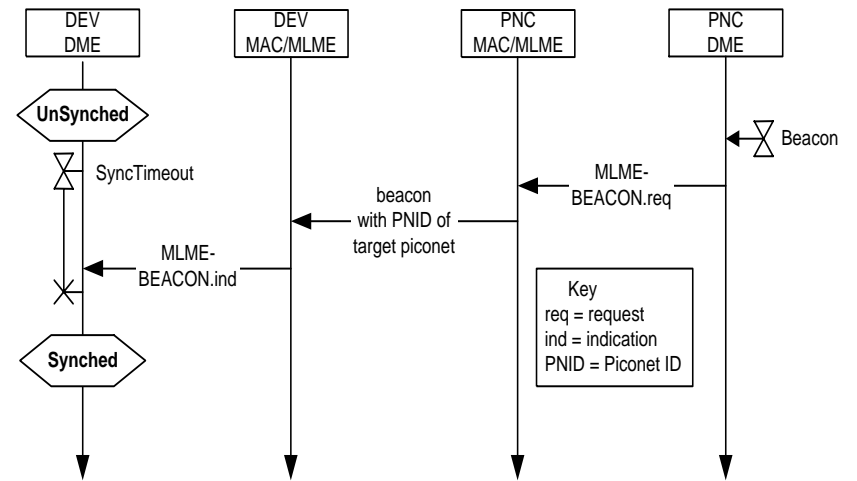 DEV
DME
DEV
MAC/MLME
PNC
MAC/MLME
PNC
DME
UnSynched
Beacon
SyncTimeout
MLME-
BEACON.req
beacon
with PNID of
target piconet
MLME-
BEACON.ind
Key
req = request
ind = indication
PNID = Piconet ID
Synched